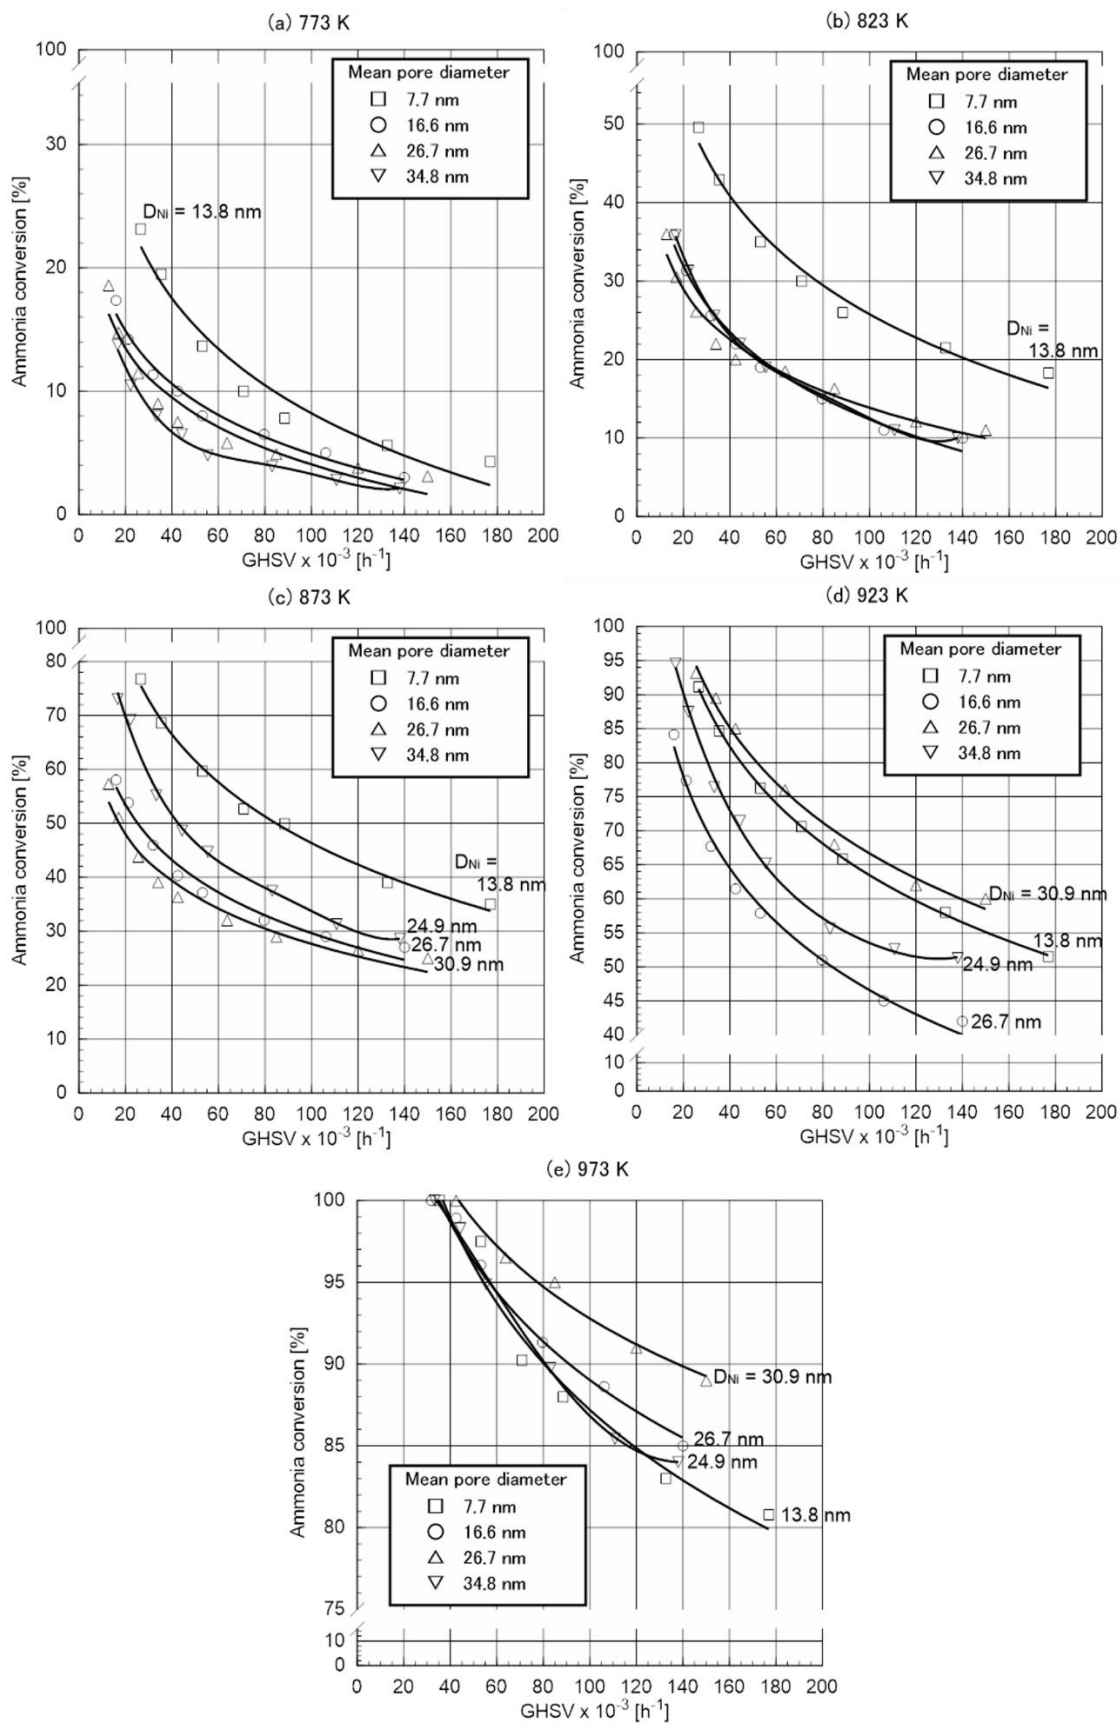 (a) 773 K
100
30
20
10
0
Ammonia conversion [%]
Mean pore diameter
7.7 nm
16.6 nm
26.7 nm
34.8 nm
DNi = 13.8 nm
0 20 40 60 80 100 120 140 160 180 200
GHSV x 10-3 [h-1]
(b) 823 K
100
50
40
30
20
10
0
Ammonia conversion [%]
Mean pore diameter
7.7 nm
16.6 nm
26.7 nm
34.8 nm
DNi =
13.8 nm
0 20 40 60 80 100 120 140 160 180 200
GHSV x 10-3 [h-1]
(c) 873 K
100
80
70
60
50
40
30
20
10
0
Ammonia conversion [%]
Mean pore diameter
7.7 nm
16.6 nm
26.7 nm
34.8 nm
DNi =
13.8 nm
24.9 nm
26.7 nm
30.9 nm
0 20 40 60 80 100 120 140 160 180 200
GHSV x 10-3 [h-1]
(d) 923 K
100
95
90
85
80
75
70
65
60
55
50
45
40
10
0
Ammonia conversion [%]
Mean pore diameter
7.7 nm
16.6 nm
26.7 nm
34.8 nm
DNi = 30.9 nm
13.8 nm
24.9 nm
26.7 nm
0 20 40 60 80 100 120 140 160 180 200
GHSV x 10-3 [h-1]
(e) 973 K
100
95
90
85
80
75
10
0
Ammonia conversion [%]
DNi = 30.9 nm
26.7 nm
24.9 nm
13.8 nm
Mean pore diameter
7.7 nm
16.6 nm
26.7 nm
34.8 nm
0 20 40 60 80 100 120 140 160 180 200
GHSV x 10-3 [h-1]